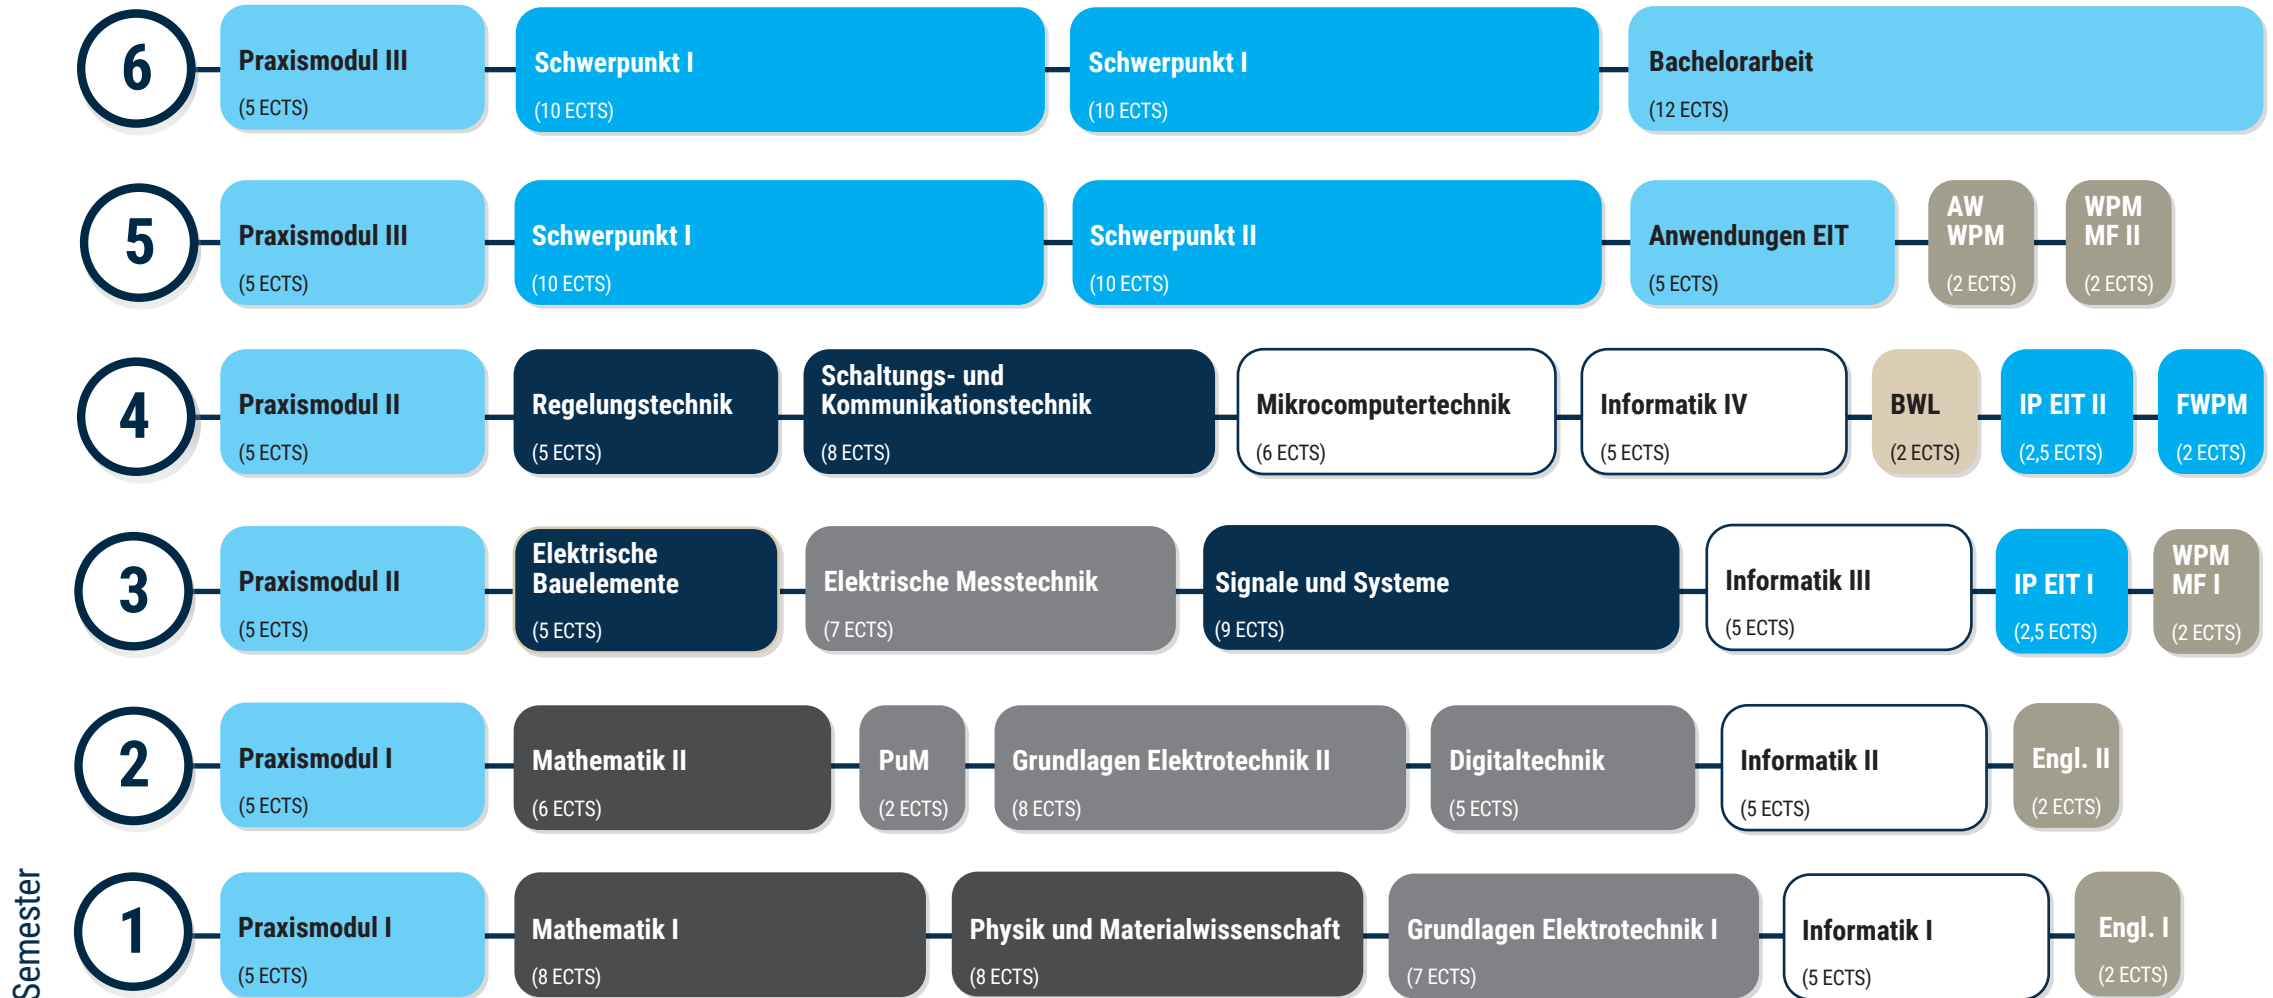 6
Praxismodul III
(5 ECTS)
Schwerpunkt I
(10 ECTS)
Schwerpunkt I
(10 ECTS)
Bachelorarbeit
(12 ECTS)
5
Praxismodul III
(5 ECTS)
Schwerpunkt I
(10 ECTS)
Schwerpunkt II
(10 ECTS)
Anwendungen EIT
(5 ECTS)
AW
WPM
(2 ECTS)
WPM
MF II
(2 ECTS)
4
Praxismodul II
(5 ECTS)
Regelungstechnik
(5 ECTS)
Schaltungs- und
Kommunikationstechnik
(8 ECTS)
Mikrocomputertechnik
(6 ECTS)
Informatik IV
(5 ECTS)
BWL
(2 ECTS)
IP EIT II
(2,5 ECTS)
FWPM
(2 ECTS)
3
Praxismodul II
(5 ECTS)
Elektrische
Bauelemente
(5 ECTS)
Elektrische Messtechnik
(7 ECTS)
Signale und Systeme
(9 ECTS)
Informatik III
(5 ECTS)
IP EIT I
(2,5 ECTS)
WPM
MF I
(2 ECTS)
2
Praxismodul I
(5 ECTS)
Mathematik II
(6 ECTS)
PuM
(2 ECTS)
Grundlagen Elektrotechnik II
(8 ECTS)
Digitaltechnik
(5 ECTS)
Informatik II
(5 ECTS)
Engl. II
(2 ECTS)
Semester
1
Praxismodul I
(5 ECTS)
Mathematik I
(8 ECTS)
Physik und Materialwissenschaft
(8 ECTS)
Grundlagen Elektrotechnik I
(7 ECTS)
Informatik I
(5 ECTS)
Engl. I
(2 ECTS)